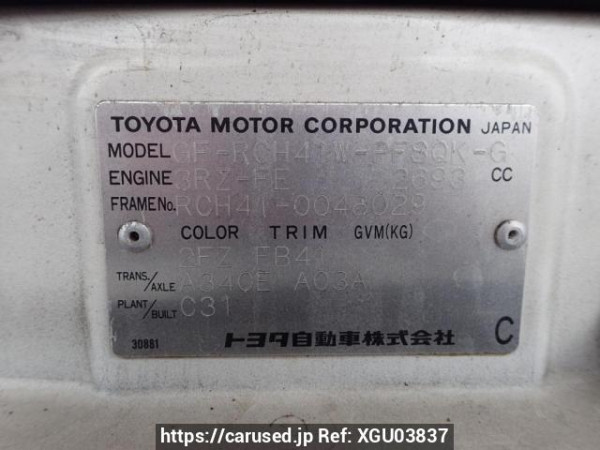 TOYOTA MOTOR CORPORATION JAPAN
MODEL GF-RCH41W-PFSQK-G
ENGINE 3RZ-FE 2693 CC
FRAME No. RCH41-0043029
COLOR TRIM GVM(KG)
2EZ FB41
TRANS./AXLE A340E A03A
PLANT/BUILT C31
30881 トヨタ自動車株式会社 C
https://carused.jp Ref: XGU03837